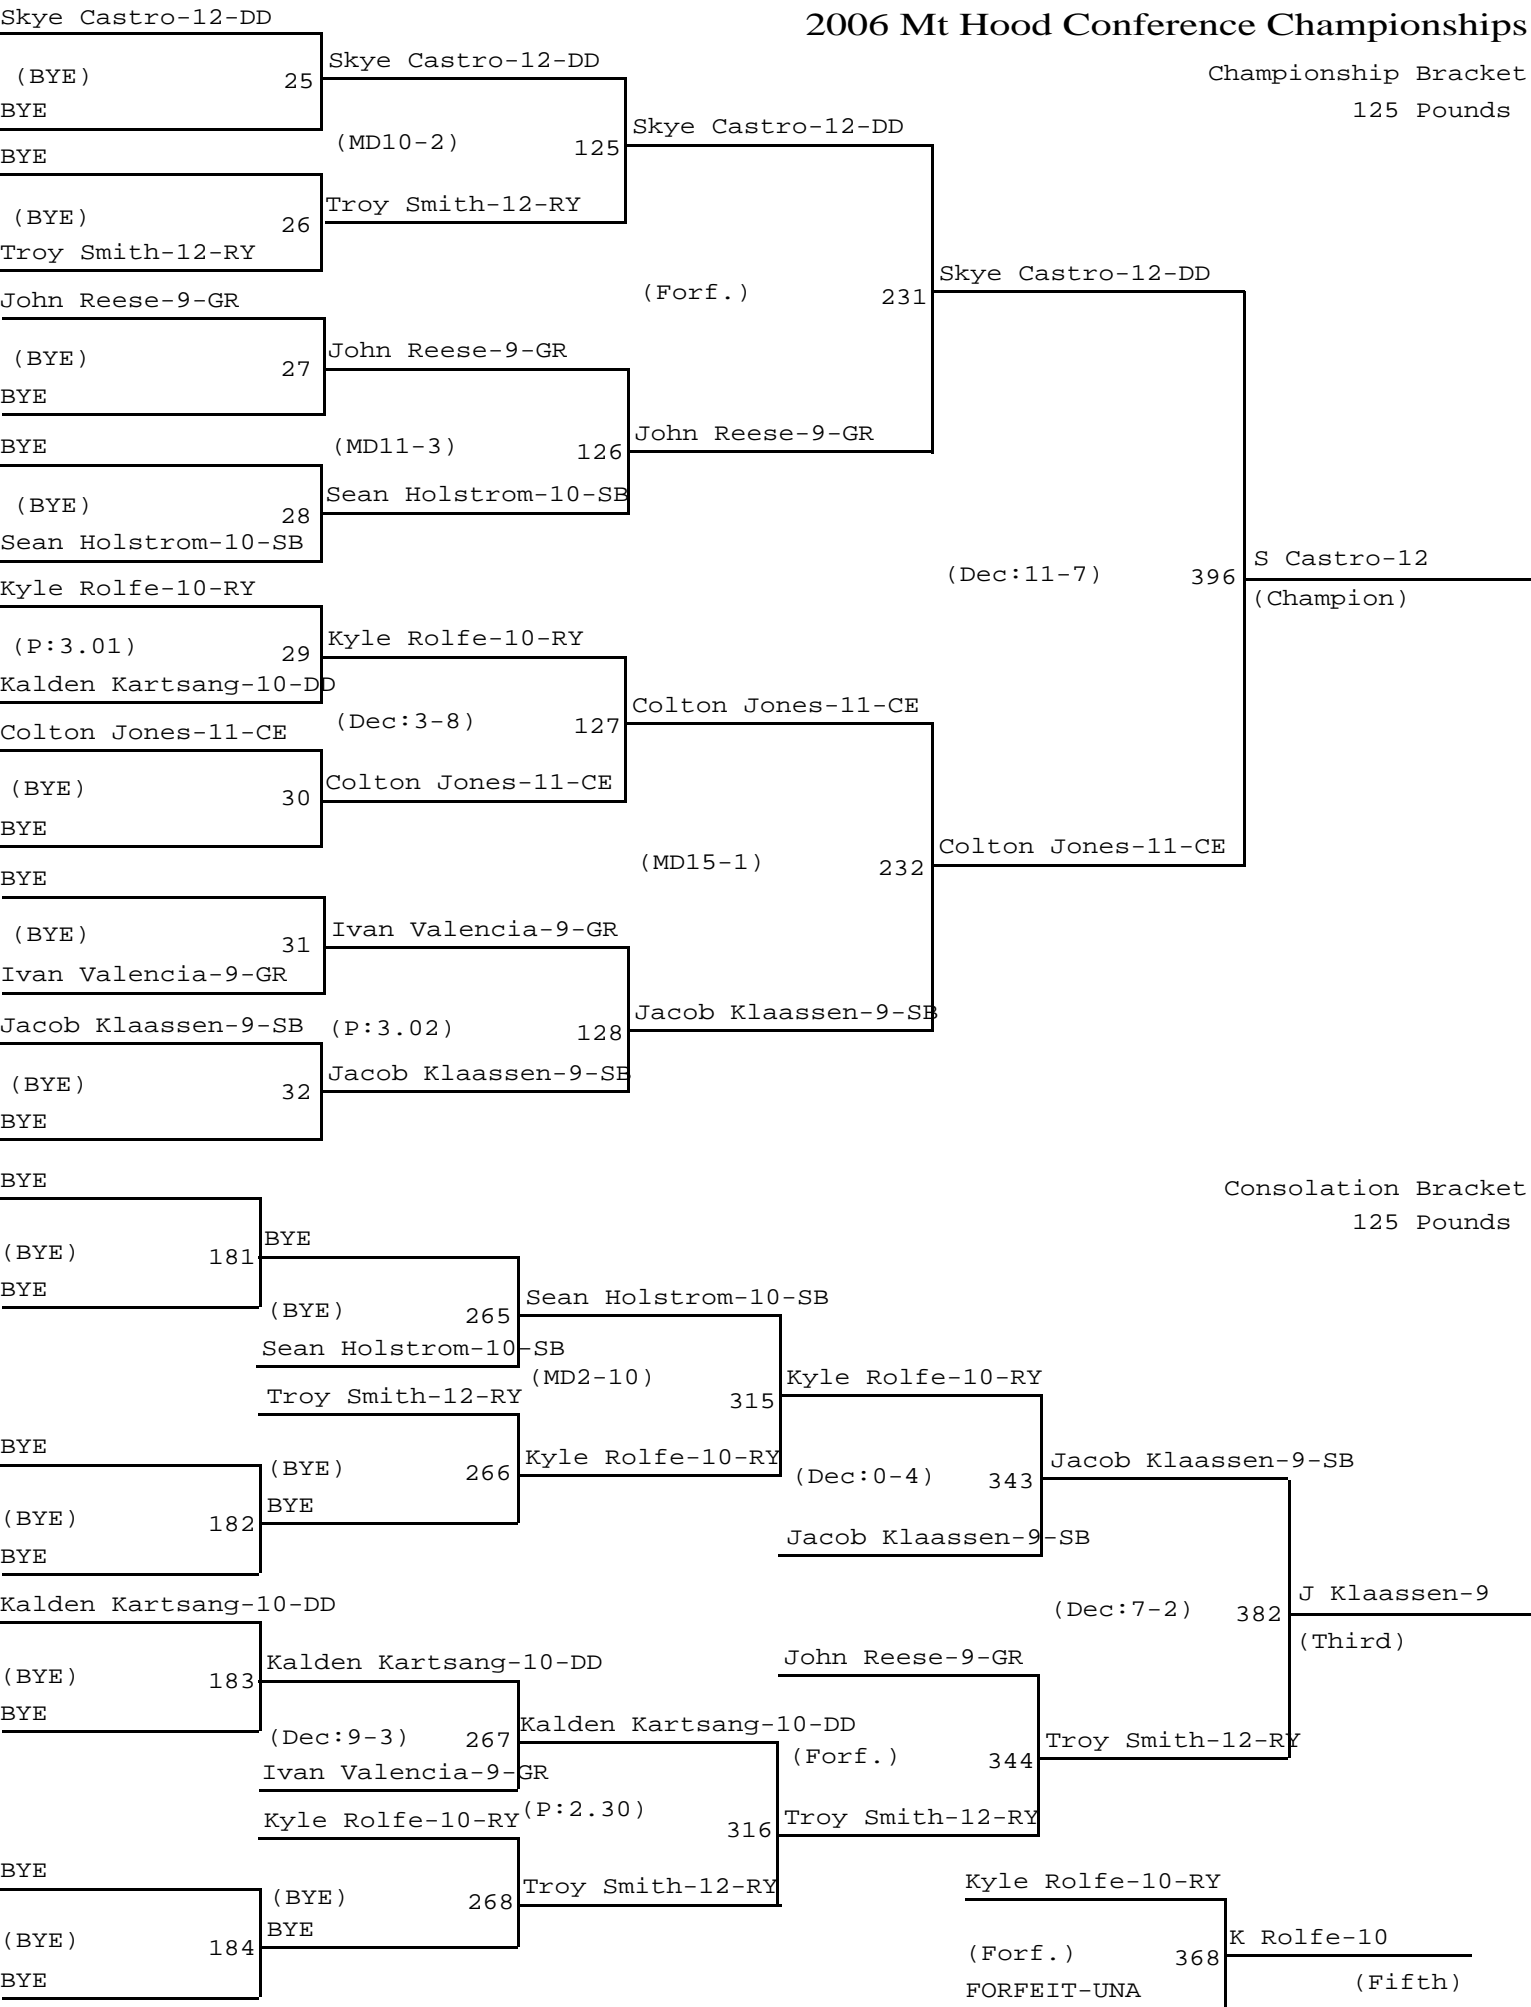 Skye Castro-12-DD
2006 Mt Hood Conference Championships
Skye Castro-12-DD
Championship Bracket
(BYE)
25
BYE
125 Pounds
Skye Castro-12-DD
(MD10-2)
125
BYE
Troy Smith-12-RY
(BYE)
26
Troy Smith-12-RY
Skye Castro-12-DD
John Reese-9-GR
(Forf.)
231
John Reese-9-GR
(BYE)
27
BYE
John Reese-9-GR
BYE
(MD11-3)
126
Sean Holstrom-10-SB
(BYE)
28
Sean Holstrom-10-SB
S Castro-12
(Dec:11-7)
396
Kyle Rolfe-10-RY
(Champion)
Kyle Rolfe-10-RY
(P:3.01)
29
Kalden Kartsang-10-DD
Colton Jones-11-CE
(Dec:3-8)
127
Colton Jones-11-CE
Colton Jones-11-CE
(BYE)
30
BYE
Colton Jones-11-CE
(MD15-1)
232
BYE
Ivan Valencia-9-GR
(BYE)
31
Ivan Valencia-9-GR
Jacob Klaassen-9-SB
Jacob Klaassen-9-SB
(P:3.02)
128
Jacob Klaassen-9-SB
(BYE)
32
BYE
BYE
Consolation Bracket
125 Pounds
BYE
(BYE)
181
BYE
Sean Holstrom-10-SB
(BYE)
265
Sean Holstrom-10-SB
(MD2-10)
Kyle Rolfe-10-RY
Troy Smith-12-RY
315
BYE
Kyle Rolfe-10-RY
Jacob Klaassen-9-SB
(BYE)
266
(Dec:0-4)
343
BYE
(BYE)
182
Jacob Klaassen-9-SB
BYE
J Klaassen-9
Kalden Kartsang-10-DD
(Dec:7-2)
382
(Third)
John Reese-9-GR
Kalden Kartsang-10-DD
(BYE)
183
BYE
Kalden Kartsang-10-DD
(Dec:9-3)
267
Troy Smith-12-RY
(Forf.)
344
Ivan Valencia-9-GR
(P:2.30)
Troy Smith-12-RY
Kyle Rolfe-10-RY
316
BYE
Kyle Rolfe-10-RY
Troy Smith-12-RY
(BYE)
268
BYE
K Rolfe-10
(BYE)
184
(Forf.)
368
BYE
(Fifth)
FORFEIT-UNA